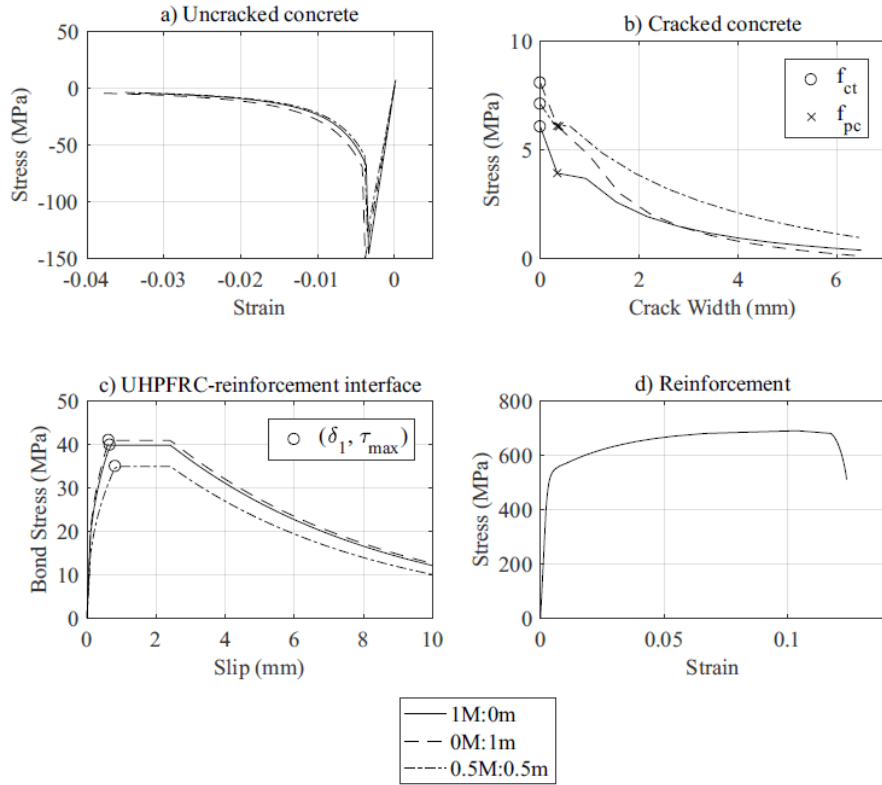 a) Uncracked concrete
50
0
-50
-100
-150
Stress (MPa)
-0.04 -0.03 -0.02 -0.01 0
Strain
b) Cracked concrete
10
5
0
Stress (MPa)
f_ct
f_pc
0 2 4 6
Crack Width (mm)
c) UHPFRC-reinforcement interface
50
40
30
20
10
0
Bond Stress (MPa)
(δ_1, τ_max)
0 2 4 6 8 10
Slip (mm)
d) Reinforcement
800
600
400
200
0
Stress (MPa)
0 0.05 0.1
Strain
1M:0m
0M:1m
0.5M:0.5m